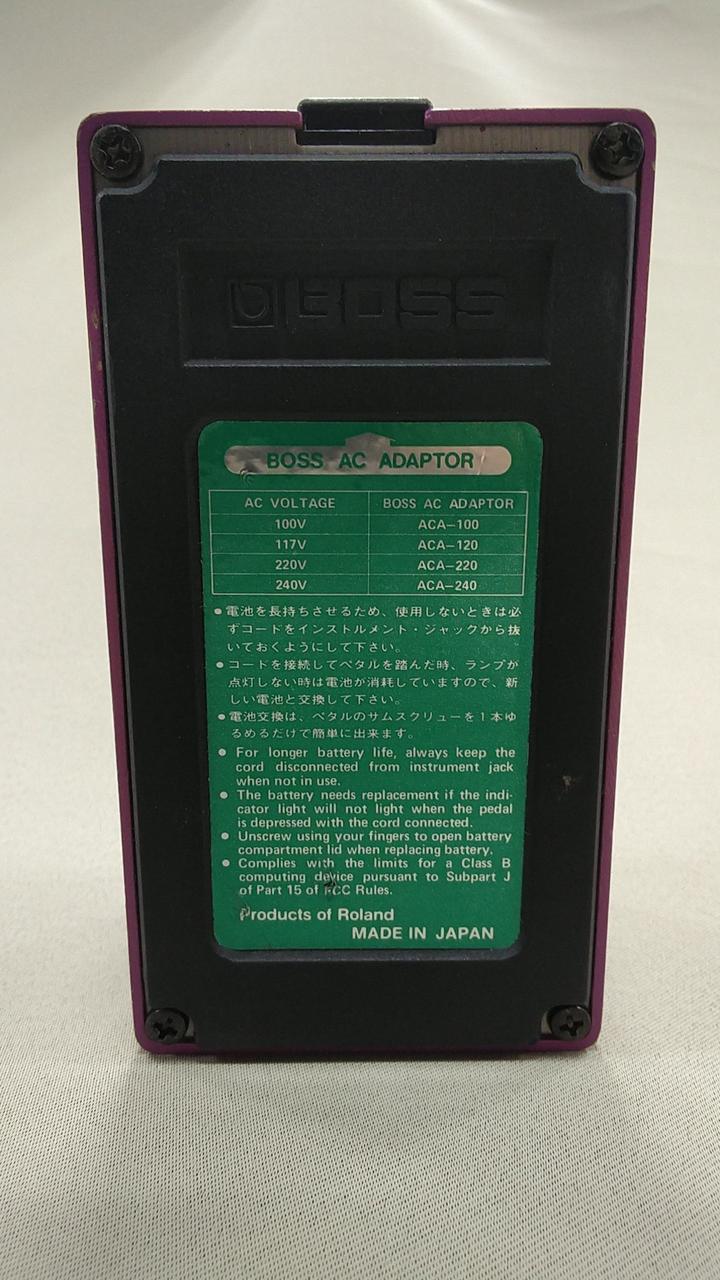 BOSS
BOSS AC ADAPTOR
AC VOLTAGE BOSS AC ADAPTOR
100V ACA-100
117V ACA-120
220V ACA-220
240V ACA-240
● 電池を長持ちさせるため、使用しないときは必
ずコードをインストルメント・ジャックから抜
いておくようにして下さい。
● コードを接続してペタルを踏んだ時、ランプが
点灯しない時は電池が消耗していますので、新
しい電池と交換して下さい。
● 電池交換は、ペタルのサムスクリューを1本ゆ
るめるだけで簡単に出来ます。
● For longer battery life, always keep the
cord disconnected from instrument jack
when not in use.
● The battery needs replacement if the indi-
cator light will not light when the pedal
is depressed with the cord connected.
● Unscrew using your fingers to open battery
compartment lid when replacing battery.
● Complies with the limits for a Class B
computing device pursuant to Subpart J
of Part 15 of FCC Rules.
Products of Roland
MADE IN JAPAN